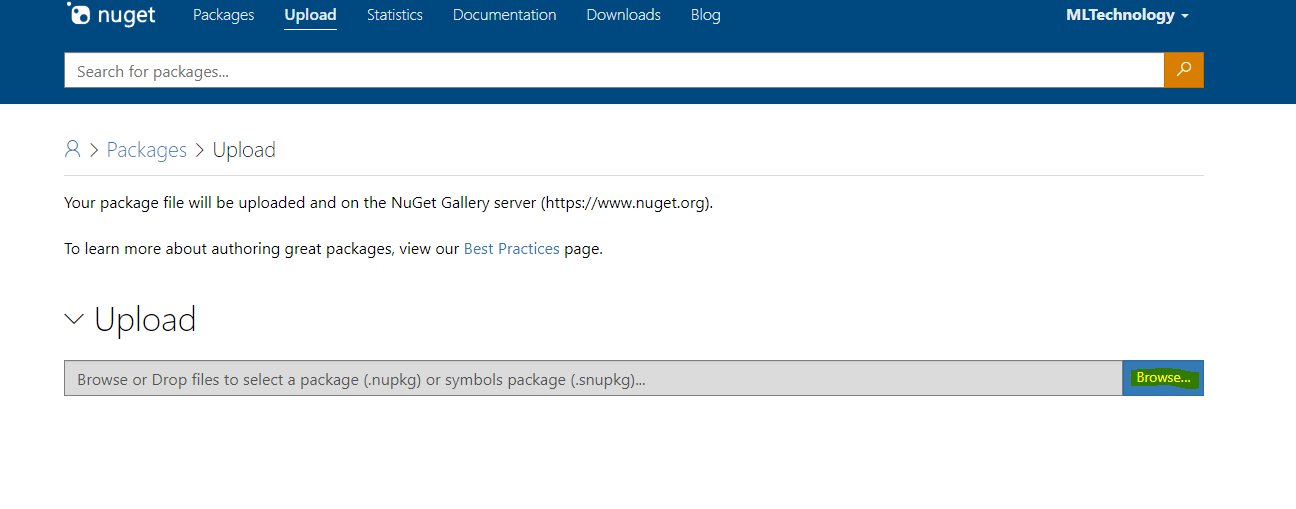 nuget Packages Upload Statistics Documentation Downloads Blog MLTechnology
Search for packages...
Packages > Upload
Your package file will be uploaded and on the NuGet Gallery server (https://www.nuget.org).
To learn more about authoring great packages, view our Best Practices page.
Upload
Browse or Drop files to select a package (.nupkg) or symbols package (.snupkg)... Browse...